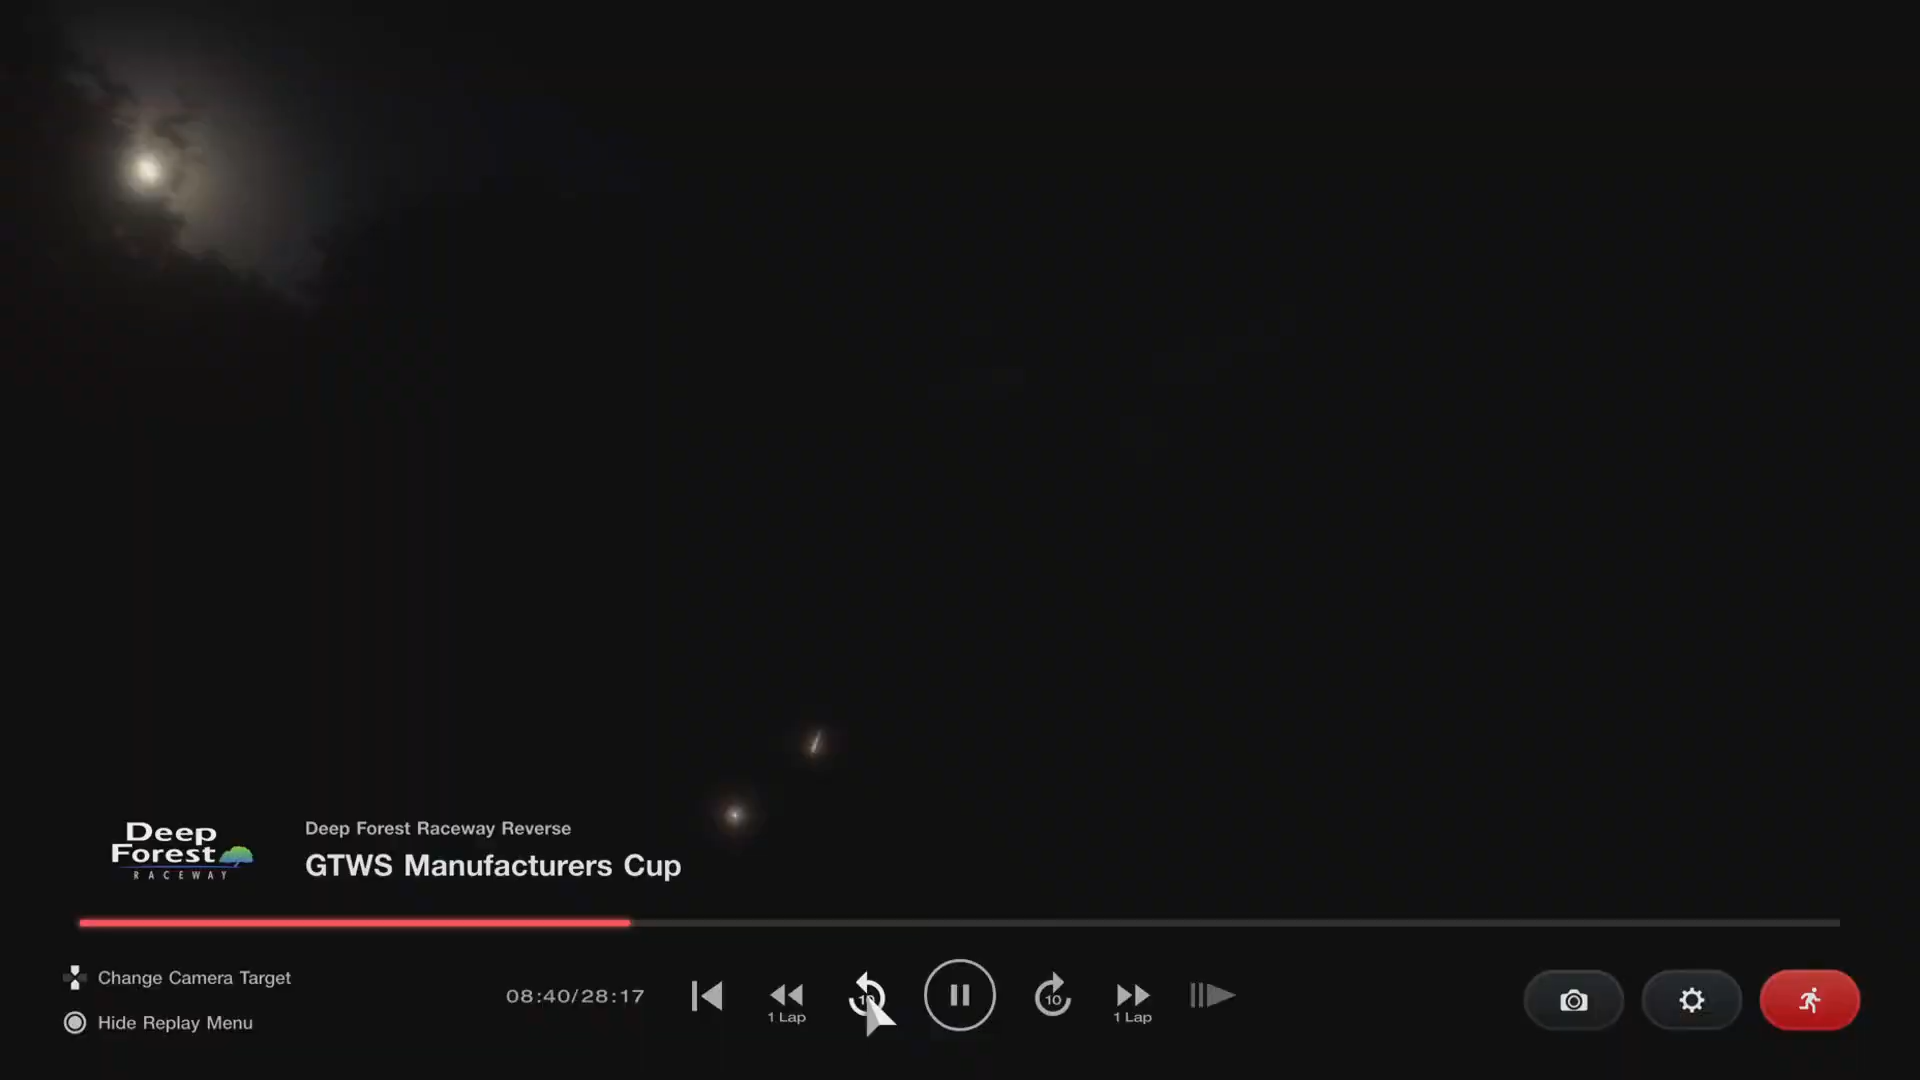 Deep
Forest
RACEWAY
Deep Forest Raceway Reverse
GTWS Manufacturers Cup
Change Camera Target
Hide Replay Menu
08:40/28:17
1 Lap
10
10
1 Lap